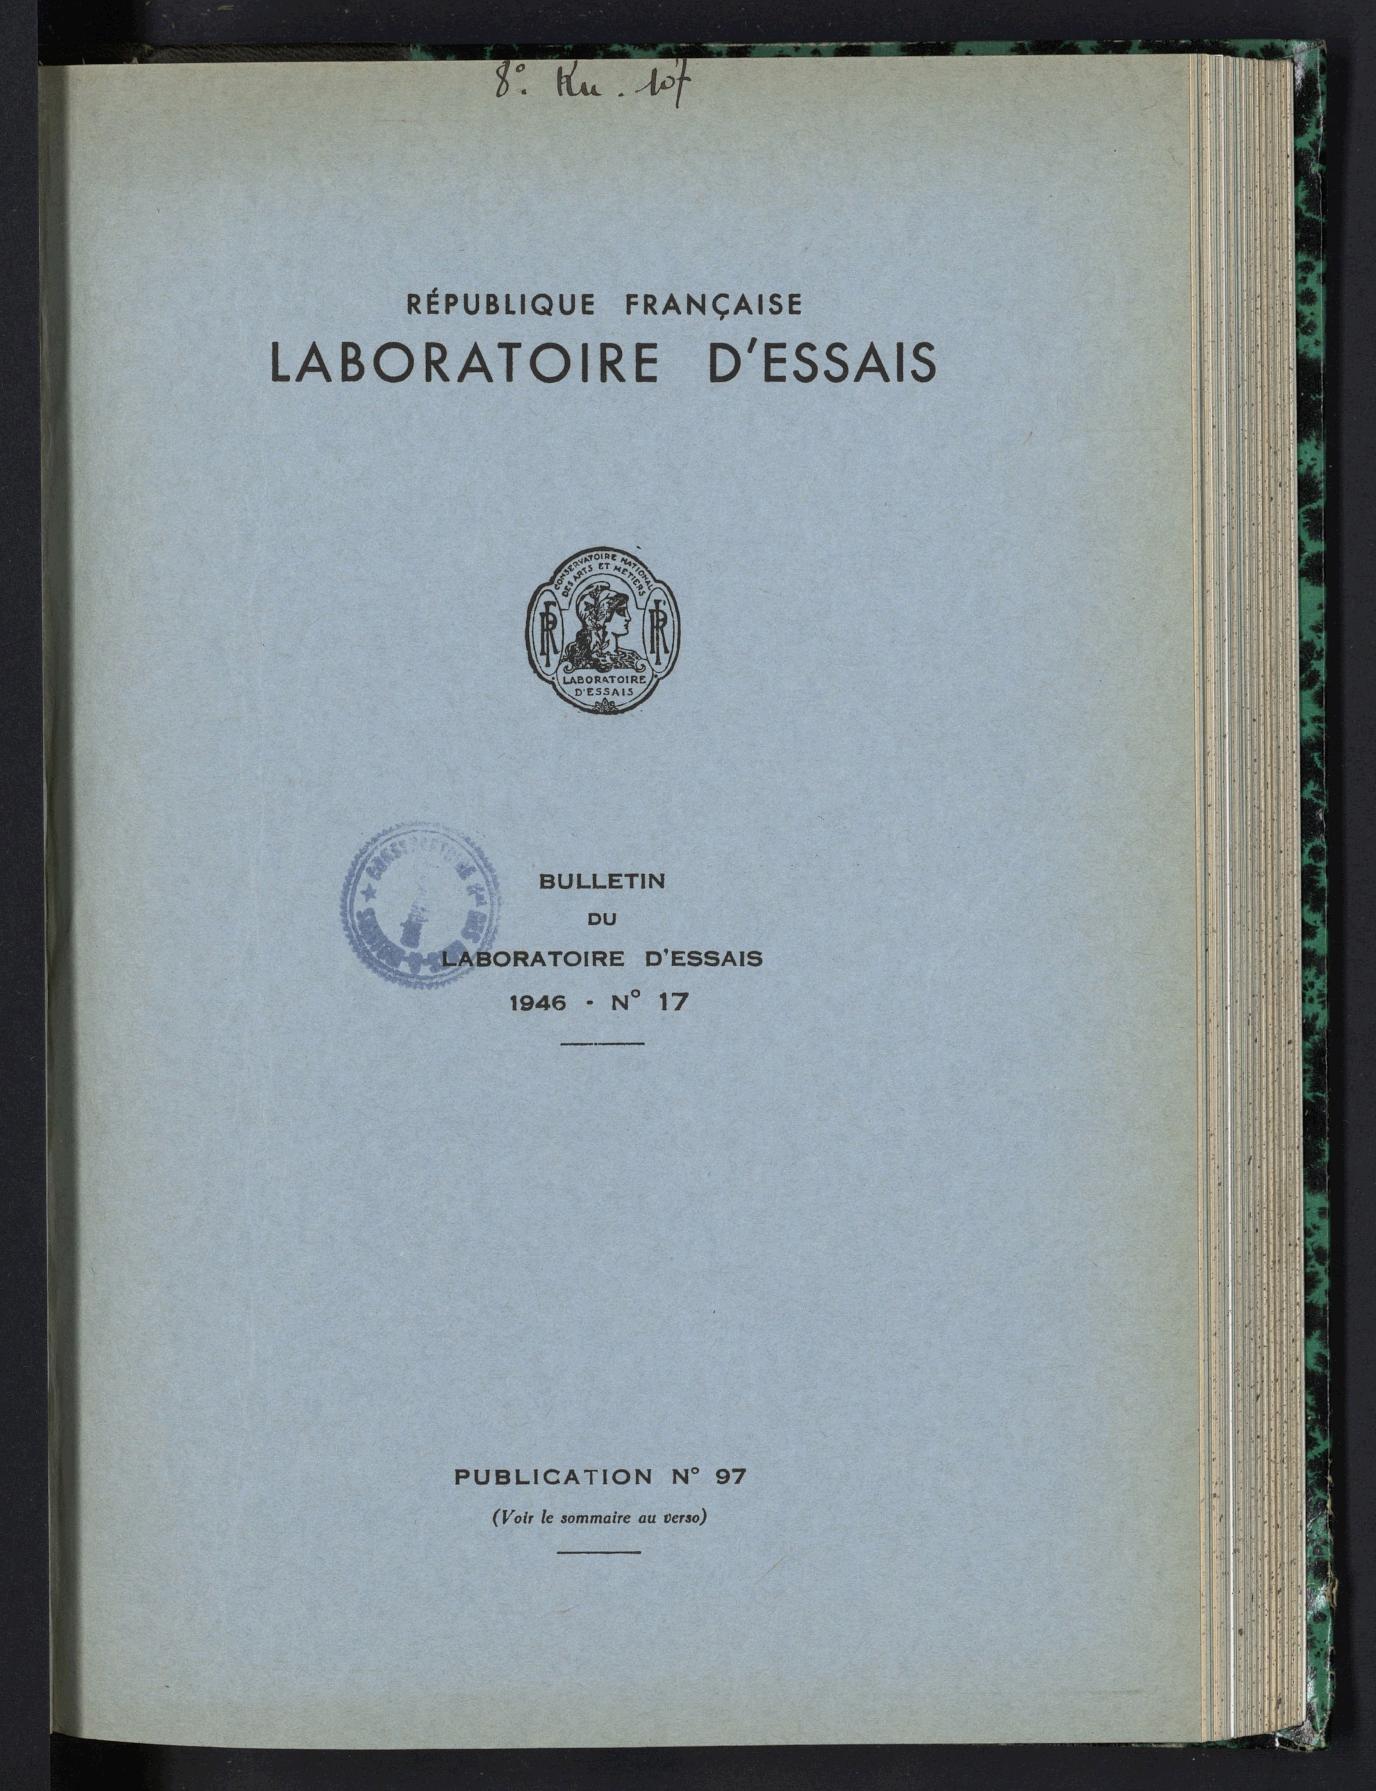 8° Ku. 107
RÉPUBLIQUE FRANÇAISE
LABORATOIRE D'ESSAIS
CONSERVATOIRE NATIONAL
DES ARTS ET METIERS
RF RF
LABORATOIRE
D'ESSAIS
BULLETIN
DU
LABORATOIRE D'ESSAIS
1946 - N° 17
PUBLICATION N° 97
(Voir le sommaire au verso)